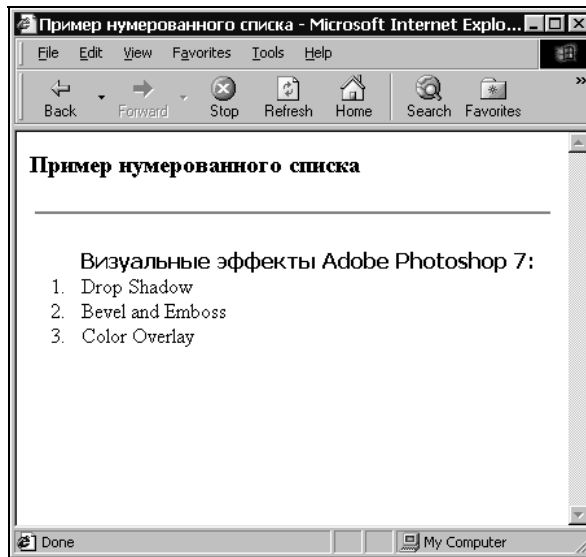 Пример нумерованного списка - Microsoft Internet Explo...
File Edit View Favorites Tools Help
Back Forward Stop Refresh Home Search Favorites »
Пример нумерованного списка
Визуальные эффекты Adobe Photoshop 7:
1. Drop Shadow
2. Bevel and Emboss
3. Color Overlay
Done My Computer